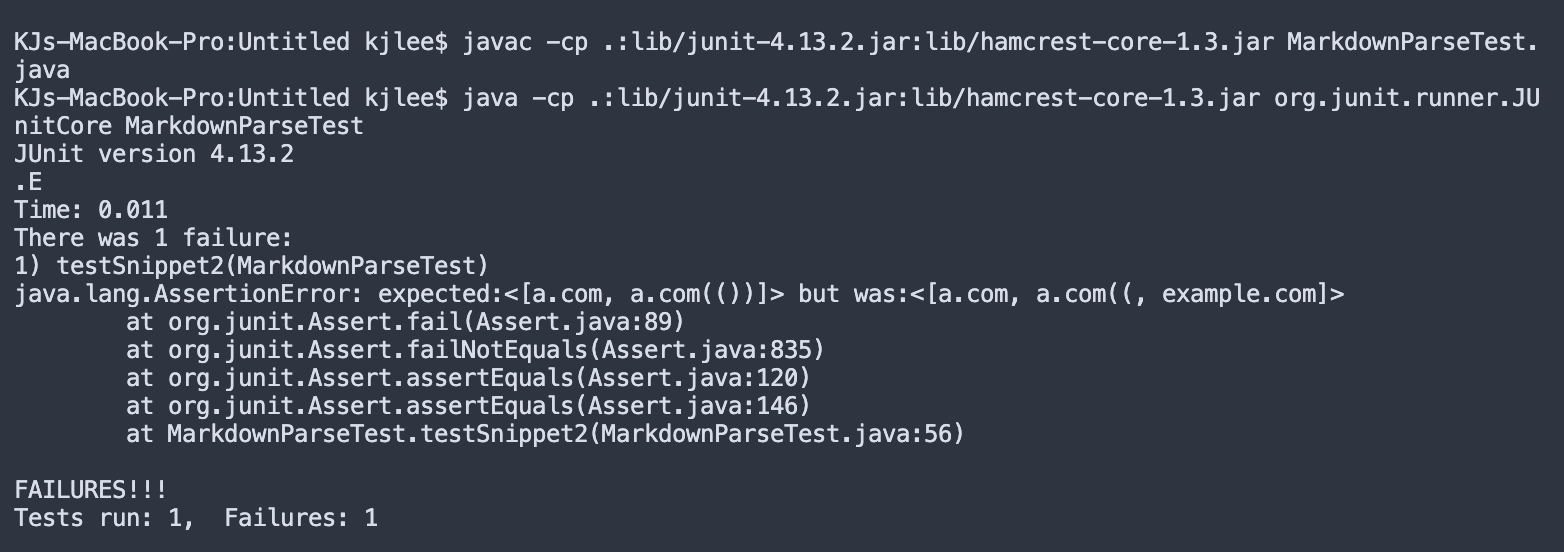 KJs-MacBook-Pro:Untitled kjlee$ javac -cp .:lib/junit-4.13.2.jar:lib/hamcrest-core-1.3.jar MarkdownParseTest.
java
KJs-MacBook-Pro:Untitled kjlee$ java -cp .:lib/junit-4.13.2.jar:lib/hamcrest-core-1.3.jar org.junit.runner.JU
nitCore MarkdownParseTest
JUnit version 4.13.2
.E
Time: 0.011
There was 1 failure:
1) testSnippet2(MarkdownParseTest)
java.lang.AssertionError: expected:<[a.com, a.com(())]> but was:<[a.com, a.com((, example.com]>
        at org.junit.Assert.fail(Assert.java:89)
        at org.junit.Assert.failNotEquals(Assert.java:835)
        at org.junit.Assert.assertEquals(Assert.java:120)
        at org.junit.Assert.assertEquals(Assert.java:146)
        at MarkdownParseTest.testSnippet2(MarkdownParseTest.java:56)

FAILURES!!!
Tests run: 1,  Failures: 1